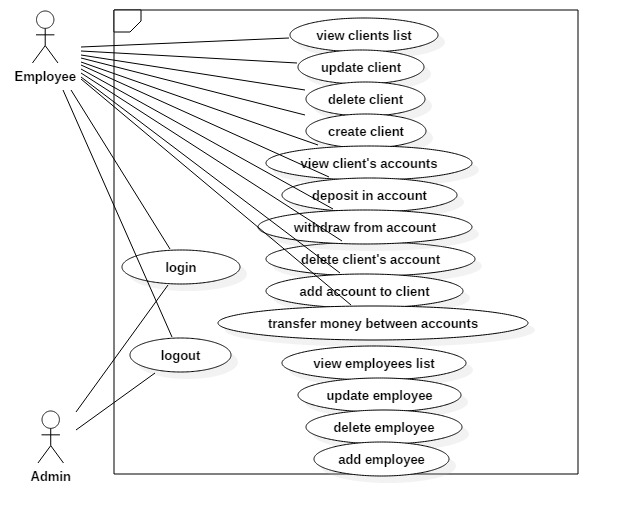 Employee
view clients list
update client
delete client
create client
view client's accounts
deposit in account
withdraw from account
delete client's account
add account to client
transfer money between accounts
login
logout
view employees list
update employee
delete employee
add employee
Admin